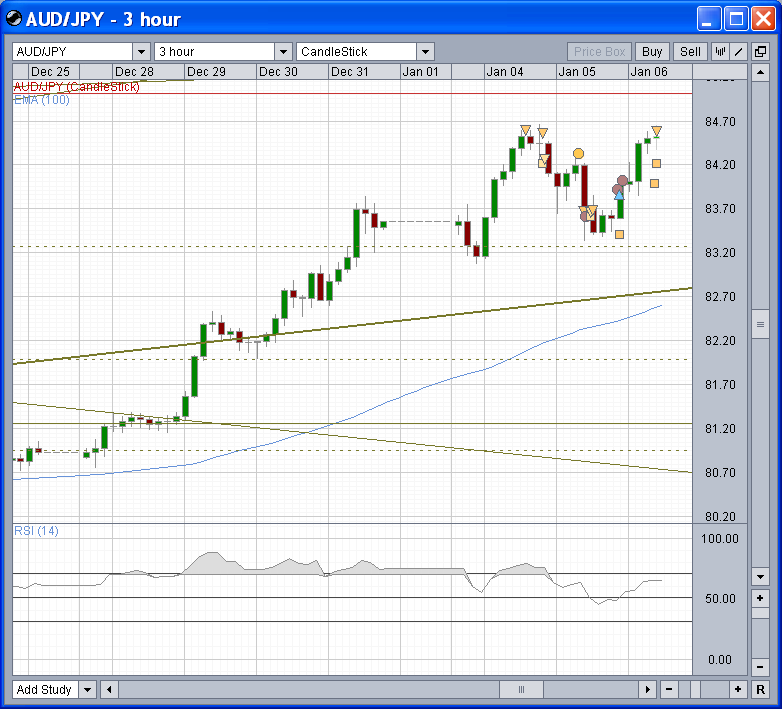 AUD/JPY - 3 hour
AUD/JPY 3 hour CandleStick Price Box Buy Sell
Dec 25 Dec 28 Dec 29 Dec 30 Dec 31 Jan 01 Jan 04 Jan 05 Jan 06
AUD/JPY (CandleStick)
EMA (100)
84.70
84.20
83.70
83.20
82.70
82.20
81.70
81.20
80.70
80.20
RSI (14)
100.00
50.00
0.00
Add Study R